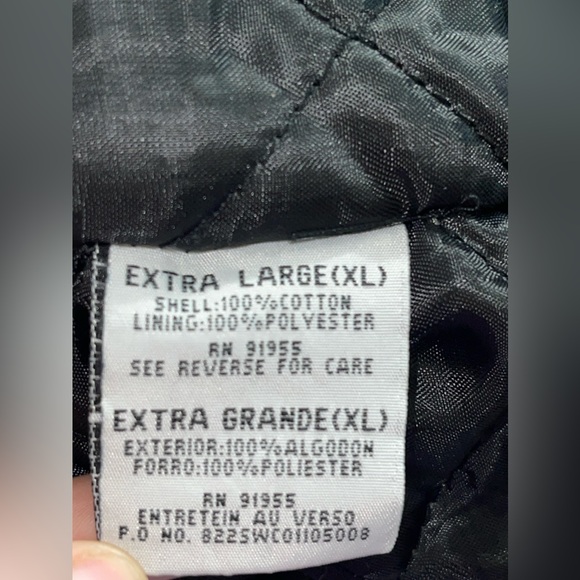 EXTRA LARGE(XL)
SHELL:100%COTTON
LINING:100%POLYESTER
RN 91955
SEE REVERSE FOR CARE
EXTRA GRANDE(XL)
EXTERIOR:100%ALGODON
FORRO:100%POLIESTER
RN 91955
ENTRETEIN AU VERSO
P.O NO. 8225WC01105008